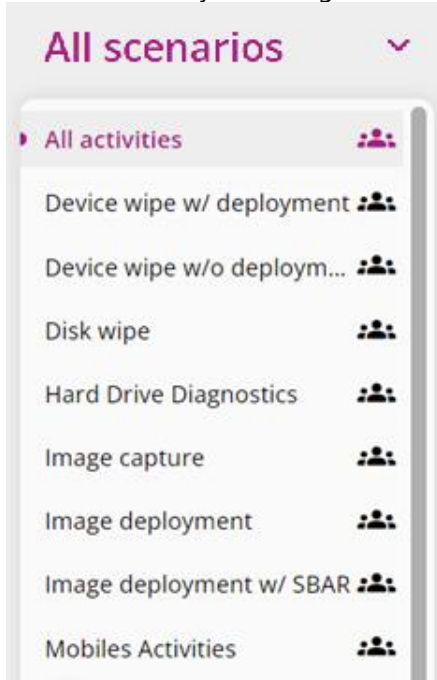 All scenarios
All activities
Device wipe w/ deployment
Device wipe w/o deploym...
Disk wipe
Hard Drive Diagnostics
Image capture
Image deployment
Image deployment w/ SBAR
Mobiles Activities